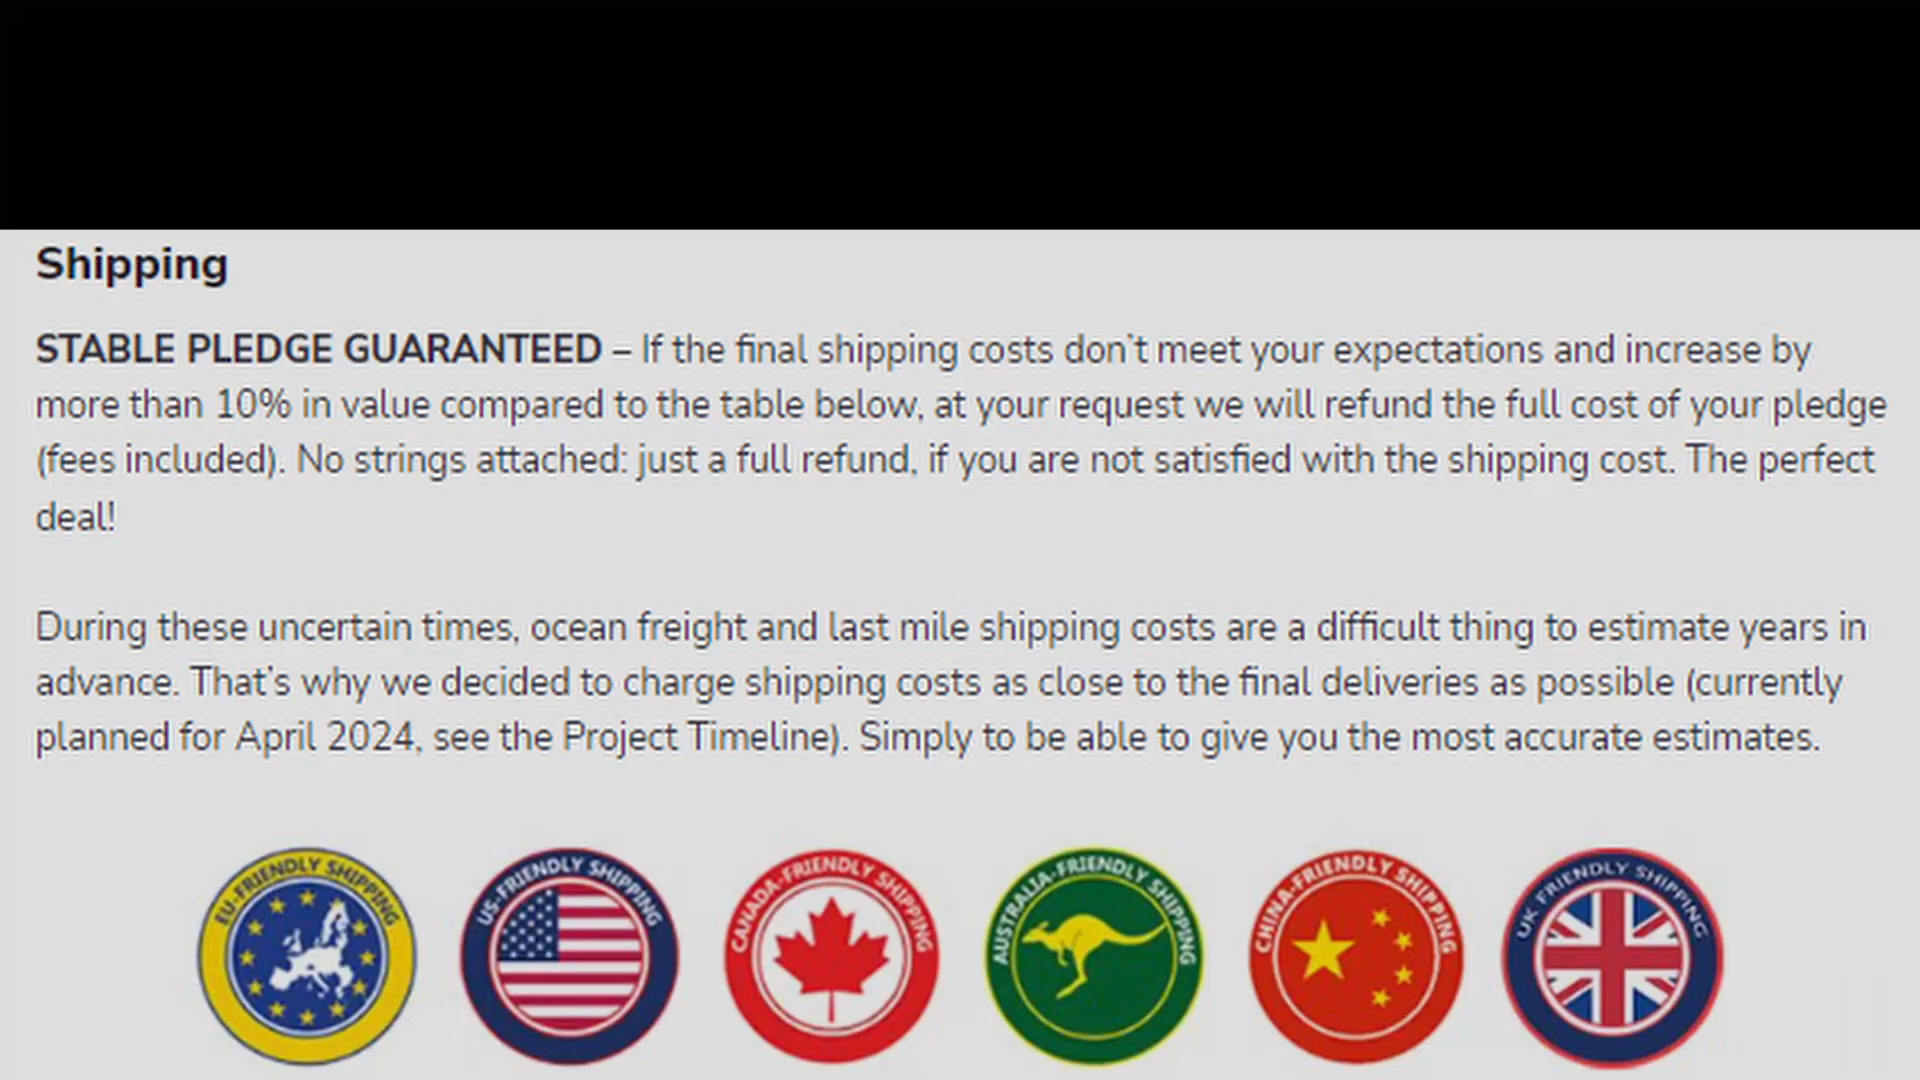 Shipping
STABLE PLEDGE GUARANTEED – If the final shipping costs don't meet your expectations and increase by
more than 10% in value compared to the table below, at your request we will refund the full cost of your pledge
(fees included). No strings attached: just a full refund, if you are not satisfied with the shipping cost. The perfect
deal!
During these uncertain times, ocean freight and last mile shipping costs are a difficult thing to estimate years in
advance. That's why we decided to charge shipping costs as close to the final deliveries as possible (currently
planned for April 2024, see the Project Timeline). Simply to be able to give you the most accurate estimates.
EU-FRIENDLY SHIPPING
US-FRIENDLY SHIPPING
CANADA-FRIENDLY SHIPPING
AUSTRALIA-FRIENDLY SHIPPING
CHINA-FRIENDLY SHIPPING
UK FRIENDLY SHIPPING